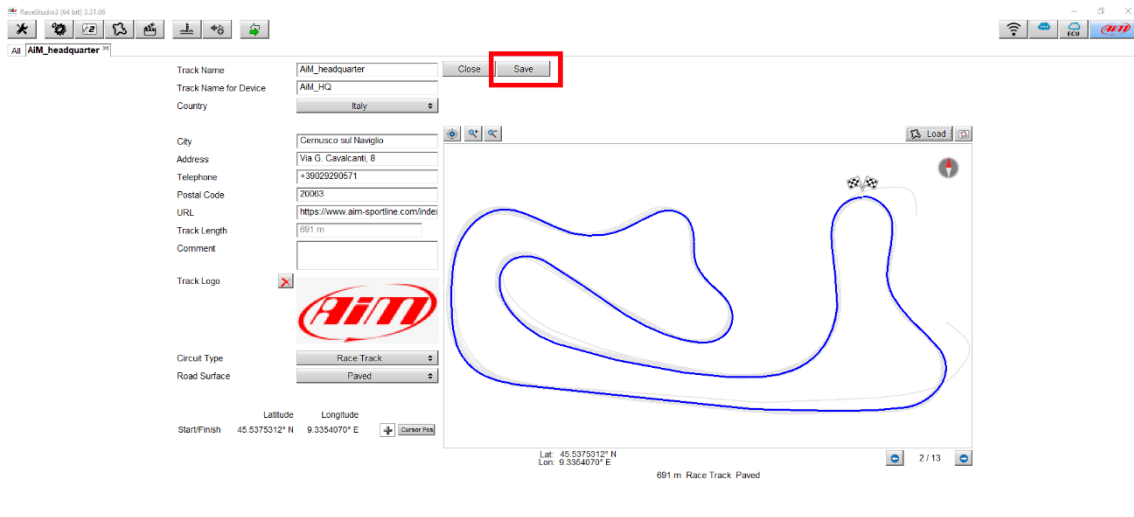 RaceStudio3 (64 bit) 3.31.06
ECU
AiM
All AiM_headquarter
Track Name AiM_headquarter Close Save
Track Name for Device AiM_HQ
Country Italy
City Cernusco sul Naviglio
Load
Address Via G. Cavalcanti, 8
Telephone +39029290571
Postal Code 20063
URL https://www.aim-sportline.com/index
Track Length 691 m
Comment
Track Logo
AiM
Circuit Type Race Track
Road Surface Paved
Latitude Longitude
Start/Finish 45.5375312° N 9.3354070° E Cursor Pos
Lat: 45.5375312° N
Lon: 9.3354070° E
2 / 13
691 m Race Track Paved